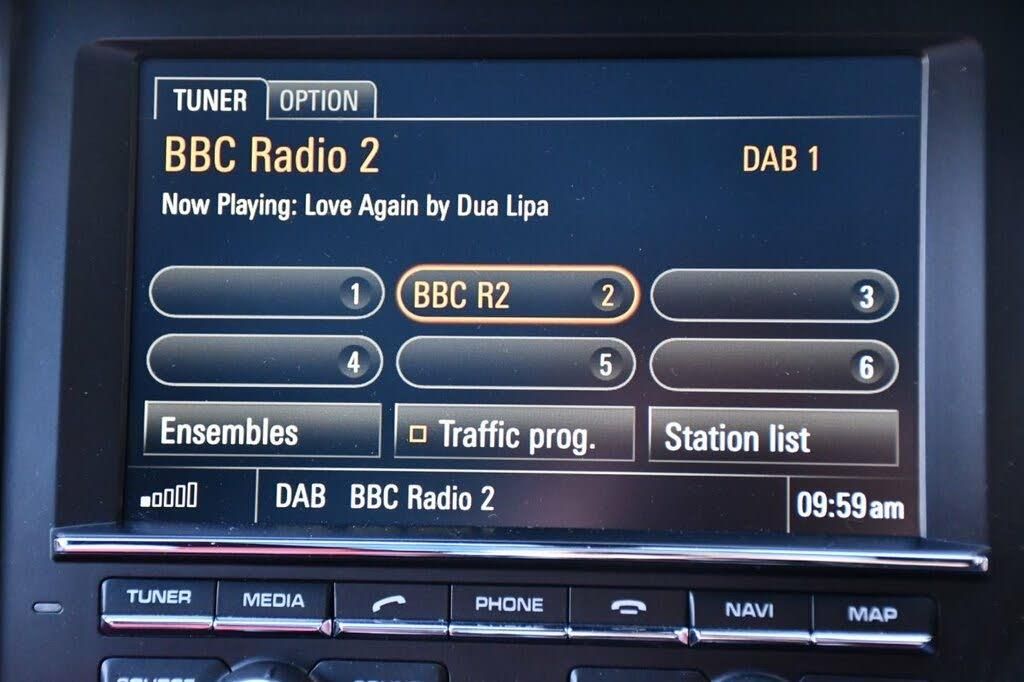 TUNER OPTION
BBC Radio 2 DAB 1
Now Playing: Love Again by Dua Lipa
1 BBC R2 2 3
4 5 6
Ensembles Traffic prog. Station list
DAB BBC Radio 2 09:59am
TUNER MEDIA PHONE NAVI MAP